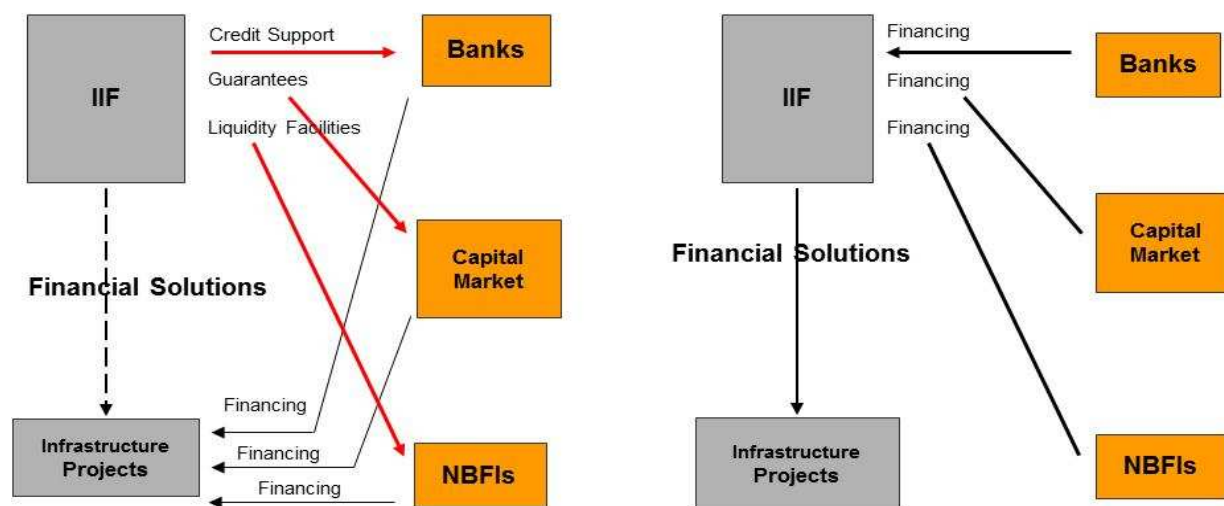 IIF
Credit Support
Guarantees
Liquidity Facilities
Banks
Capital
Market
Financial Solutions
Financing
Financing
Financing
Infrastructure
Projects
NBFIs
IIF
Financing
Financing
Financing
Banks
Capital
Market
Financial Solutions
Infrastructure
Projects
NBFIs